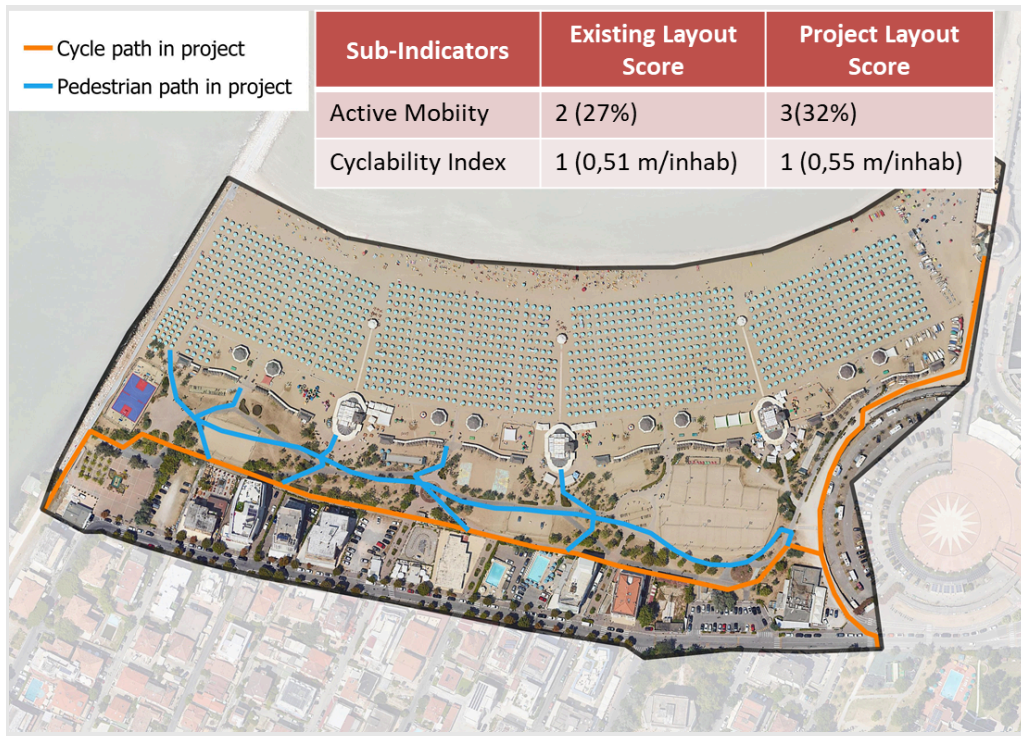 Cycle path in project
Pedestrian path in project
Sub-Indicators
Existing Layout
Score
Project Layout
Score
Active Mobiity
2 (27%)
3(32%)
Cyclability Index
1 (0,51 m/inhab)
1 (0,55 m/inhab)